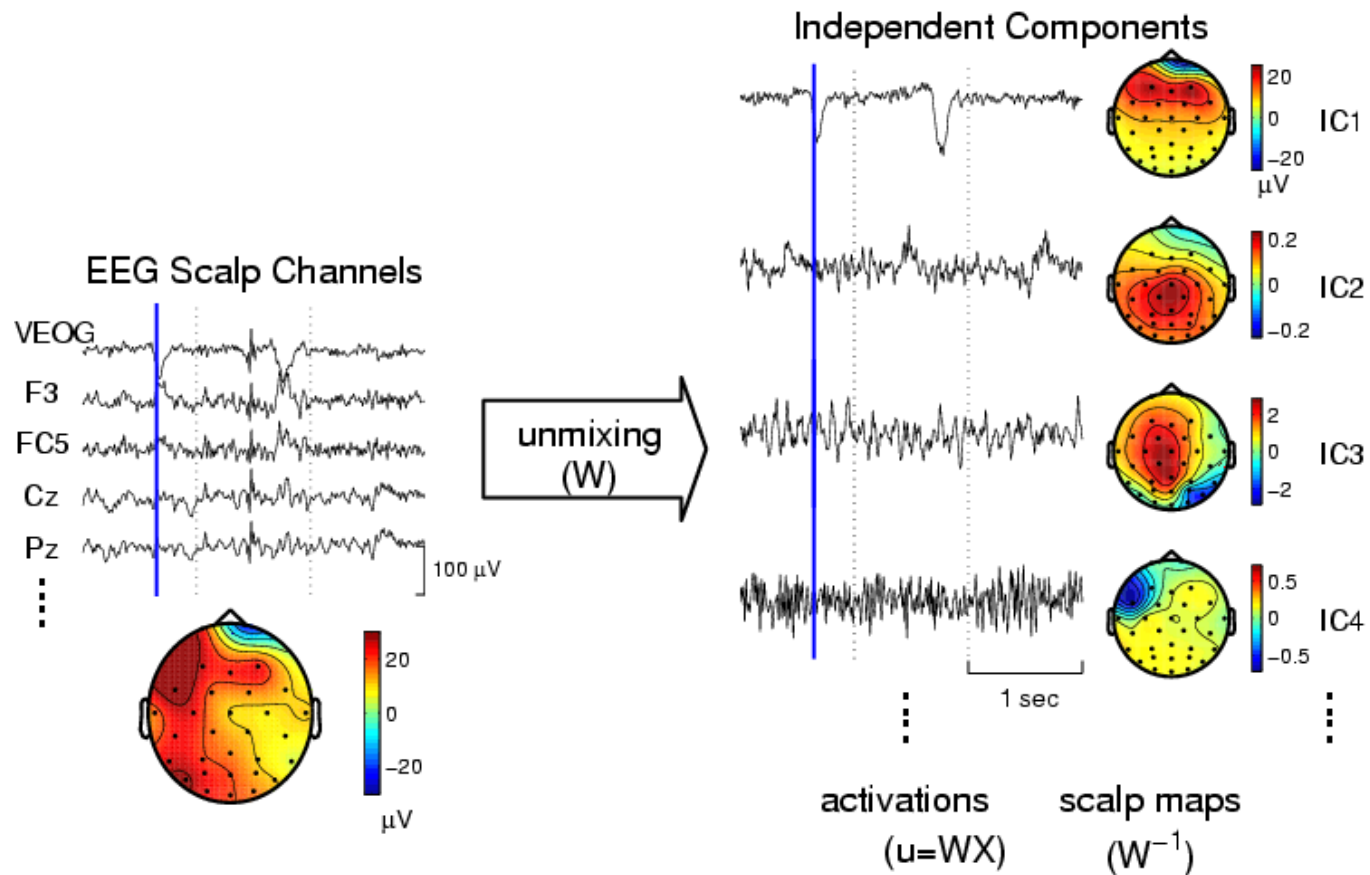 EEG Scalp Channels
VEOG
F3
FC5
Cz
Pz
100 μV
20
0
−20
μV
unmixing
(W)
Independent Components
20
0
−20
μV
IC1
0.2
0
−0.2
IC2
2
0
−2
IC3
0.5
0
−0.5
IC4
1 sec
activations
(u=WX)
scalp maps
(W⁻¹)